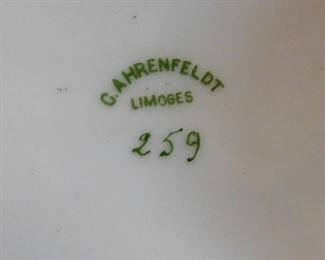 C. AHRENFELDT
LIMOGES
259